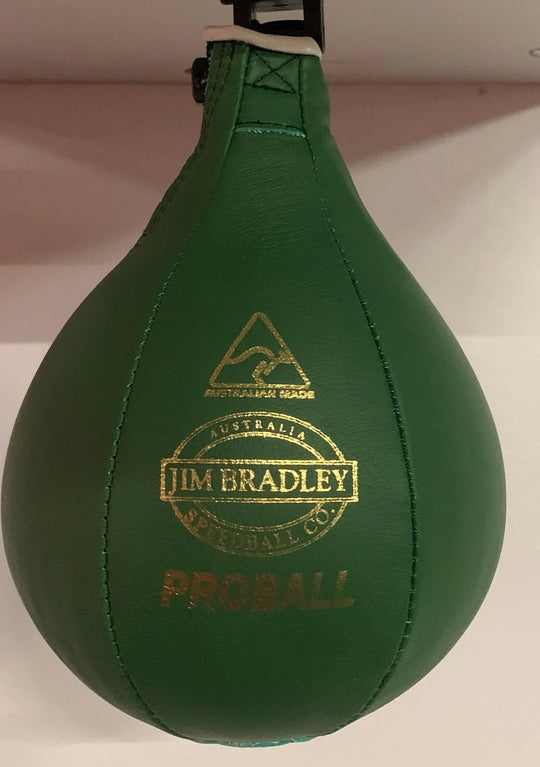 AUSTRALIAN MADE
AUSTRALIA
JIM BRADLEY
SPEEDBALL CO.
PROBALL